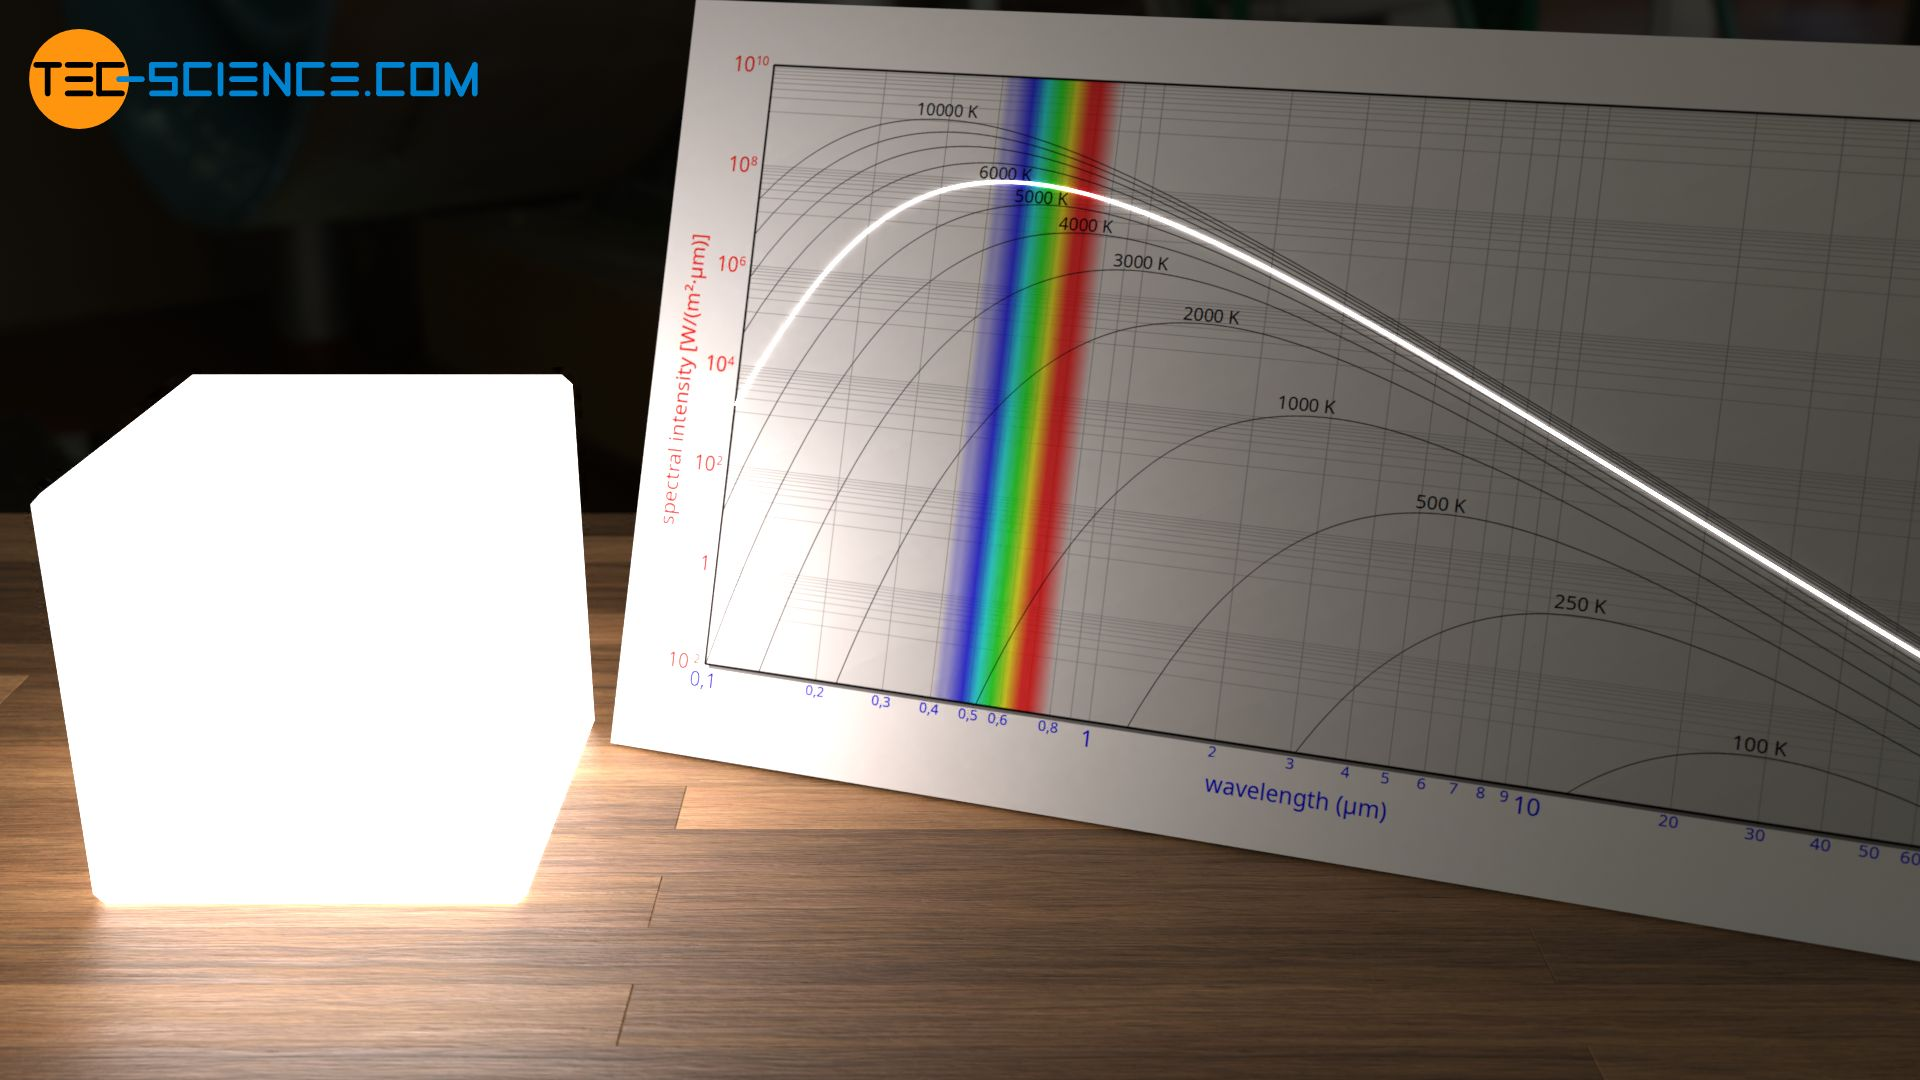 TEC-SCIENCE.COM
10¹⁰
10000 K
10⁸
6000 K
5000 K
4000 K
10⁶
3000 K
2000 K
10⁴
1000 K
10²
500 K
1
250 K
10⁻²
100 K
spectral intensity [W/(m²·µm)]
0,1
0,2
0,3
0,4
0,5
0,6
0,8
1
2
3
4
5
6
7
8
9
10
20
30
40
50
60
wavelength (µm)